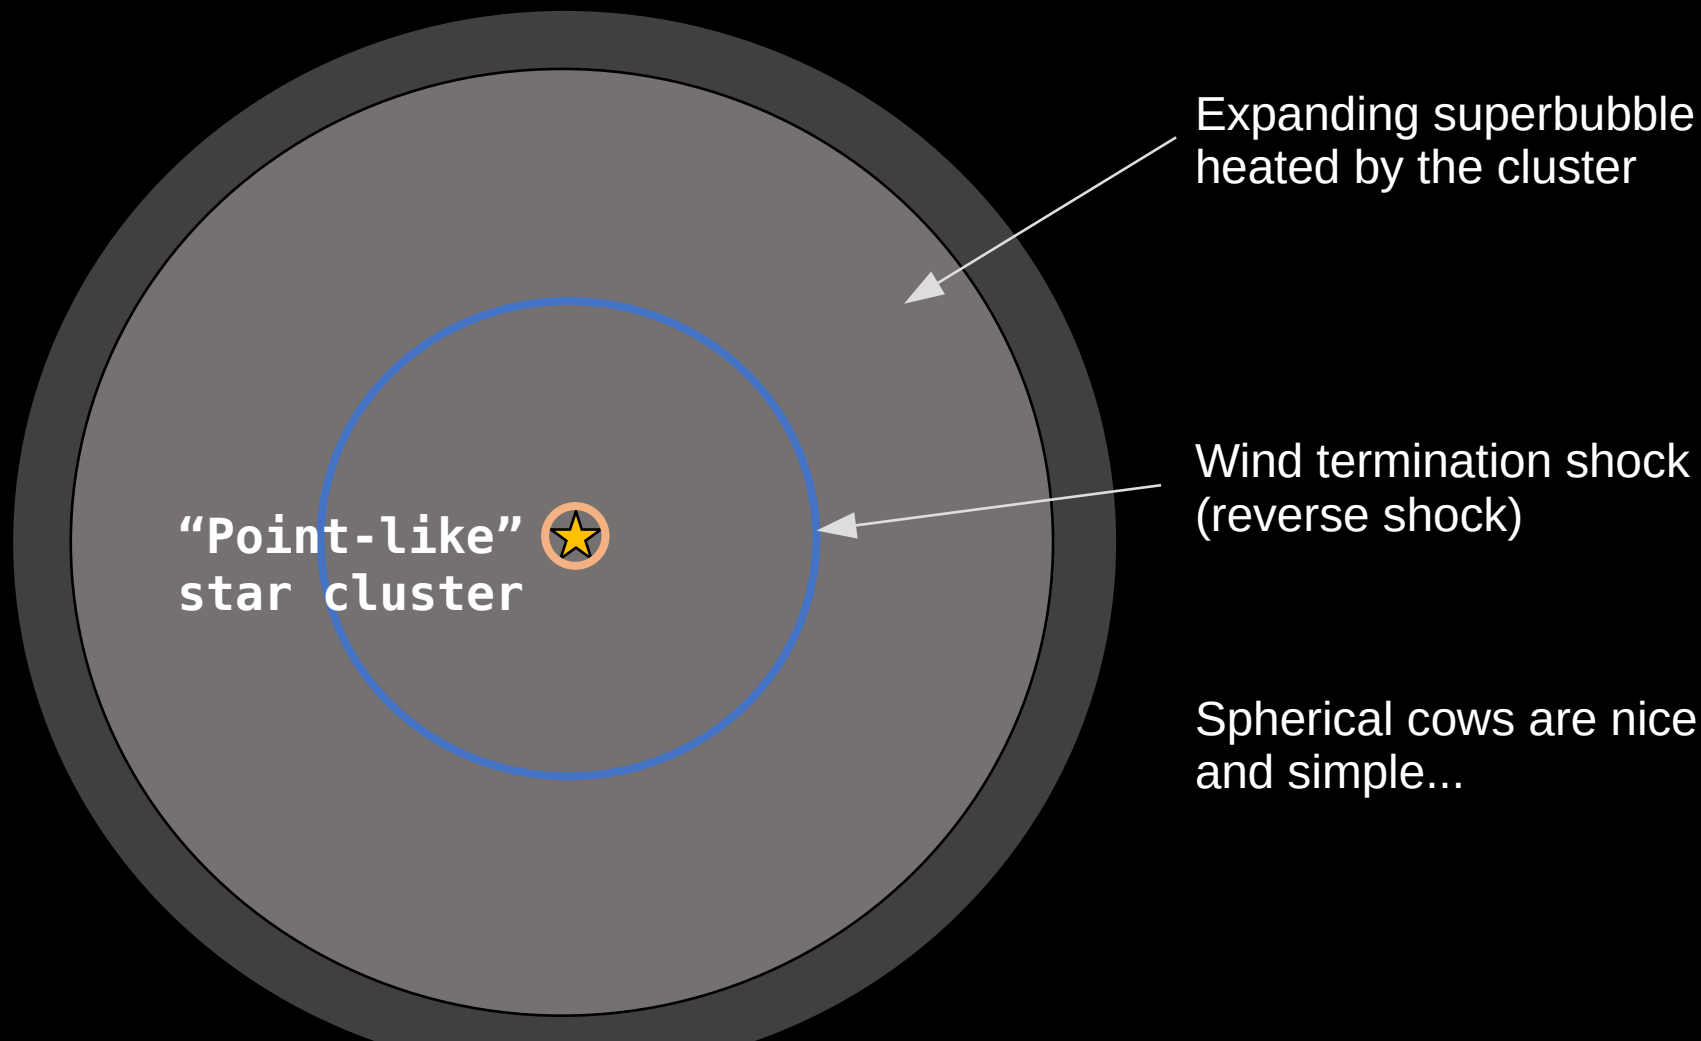 Expanding superbubble
heated by the cluster
Wind termination shock
(reverse shock)
“Point-like”
star cluster
Spherical cows are nice
and simple...